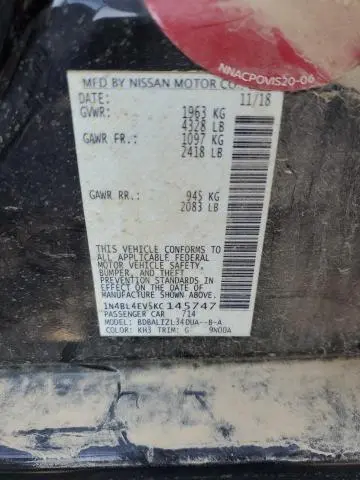 NNACPOVIS20-06
MFD BY NISSAN MOTOR CO
DATE: 11/18
GVWR: 1963 KG
4328 LB
GAWR FR.: 1097 KG
2418 LB
GAWR RR.: 945 KG
2083 LB
THIS VEHICLE CONFORMS TO
ALL APPLICABLE FEDERAL
MOTOR VEHICLE SAFETY,
BUMPER, AND THEFT
PREVENTION STANDARDS IN
EFFECT ON THE DATE OF
MANUFACTURE SHOWN ABOVE.
1N4BL4EV5KC145747
PASSENGER CAR 714
MODEL: BDBALIZL34DUA--B-A
COLOR: KH3 TRIM: G 9N00A